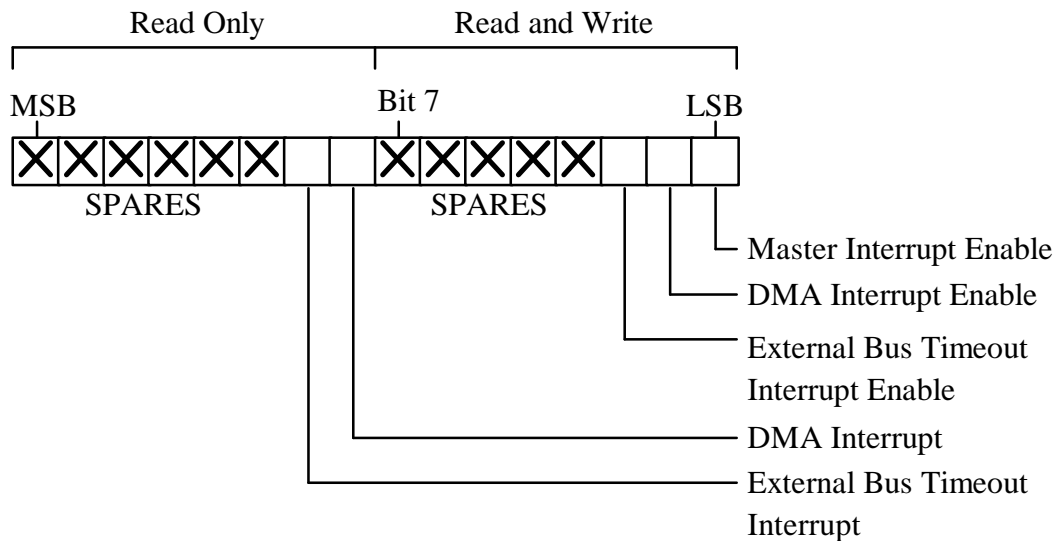 Read Only Read and Write
MSB Bit 7 LSB
SPARES SPARES
Master Interrupt Enable
DMA Interrupt Enable
External Bus Timeout
Interrupt Enable
DMA Interrupt
External Bus Timeout
Interrupt